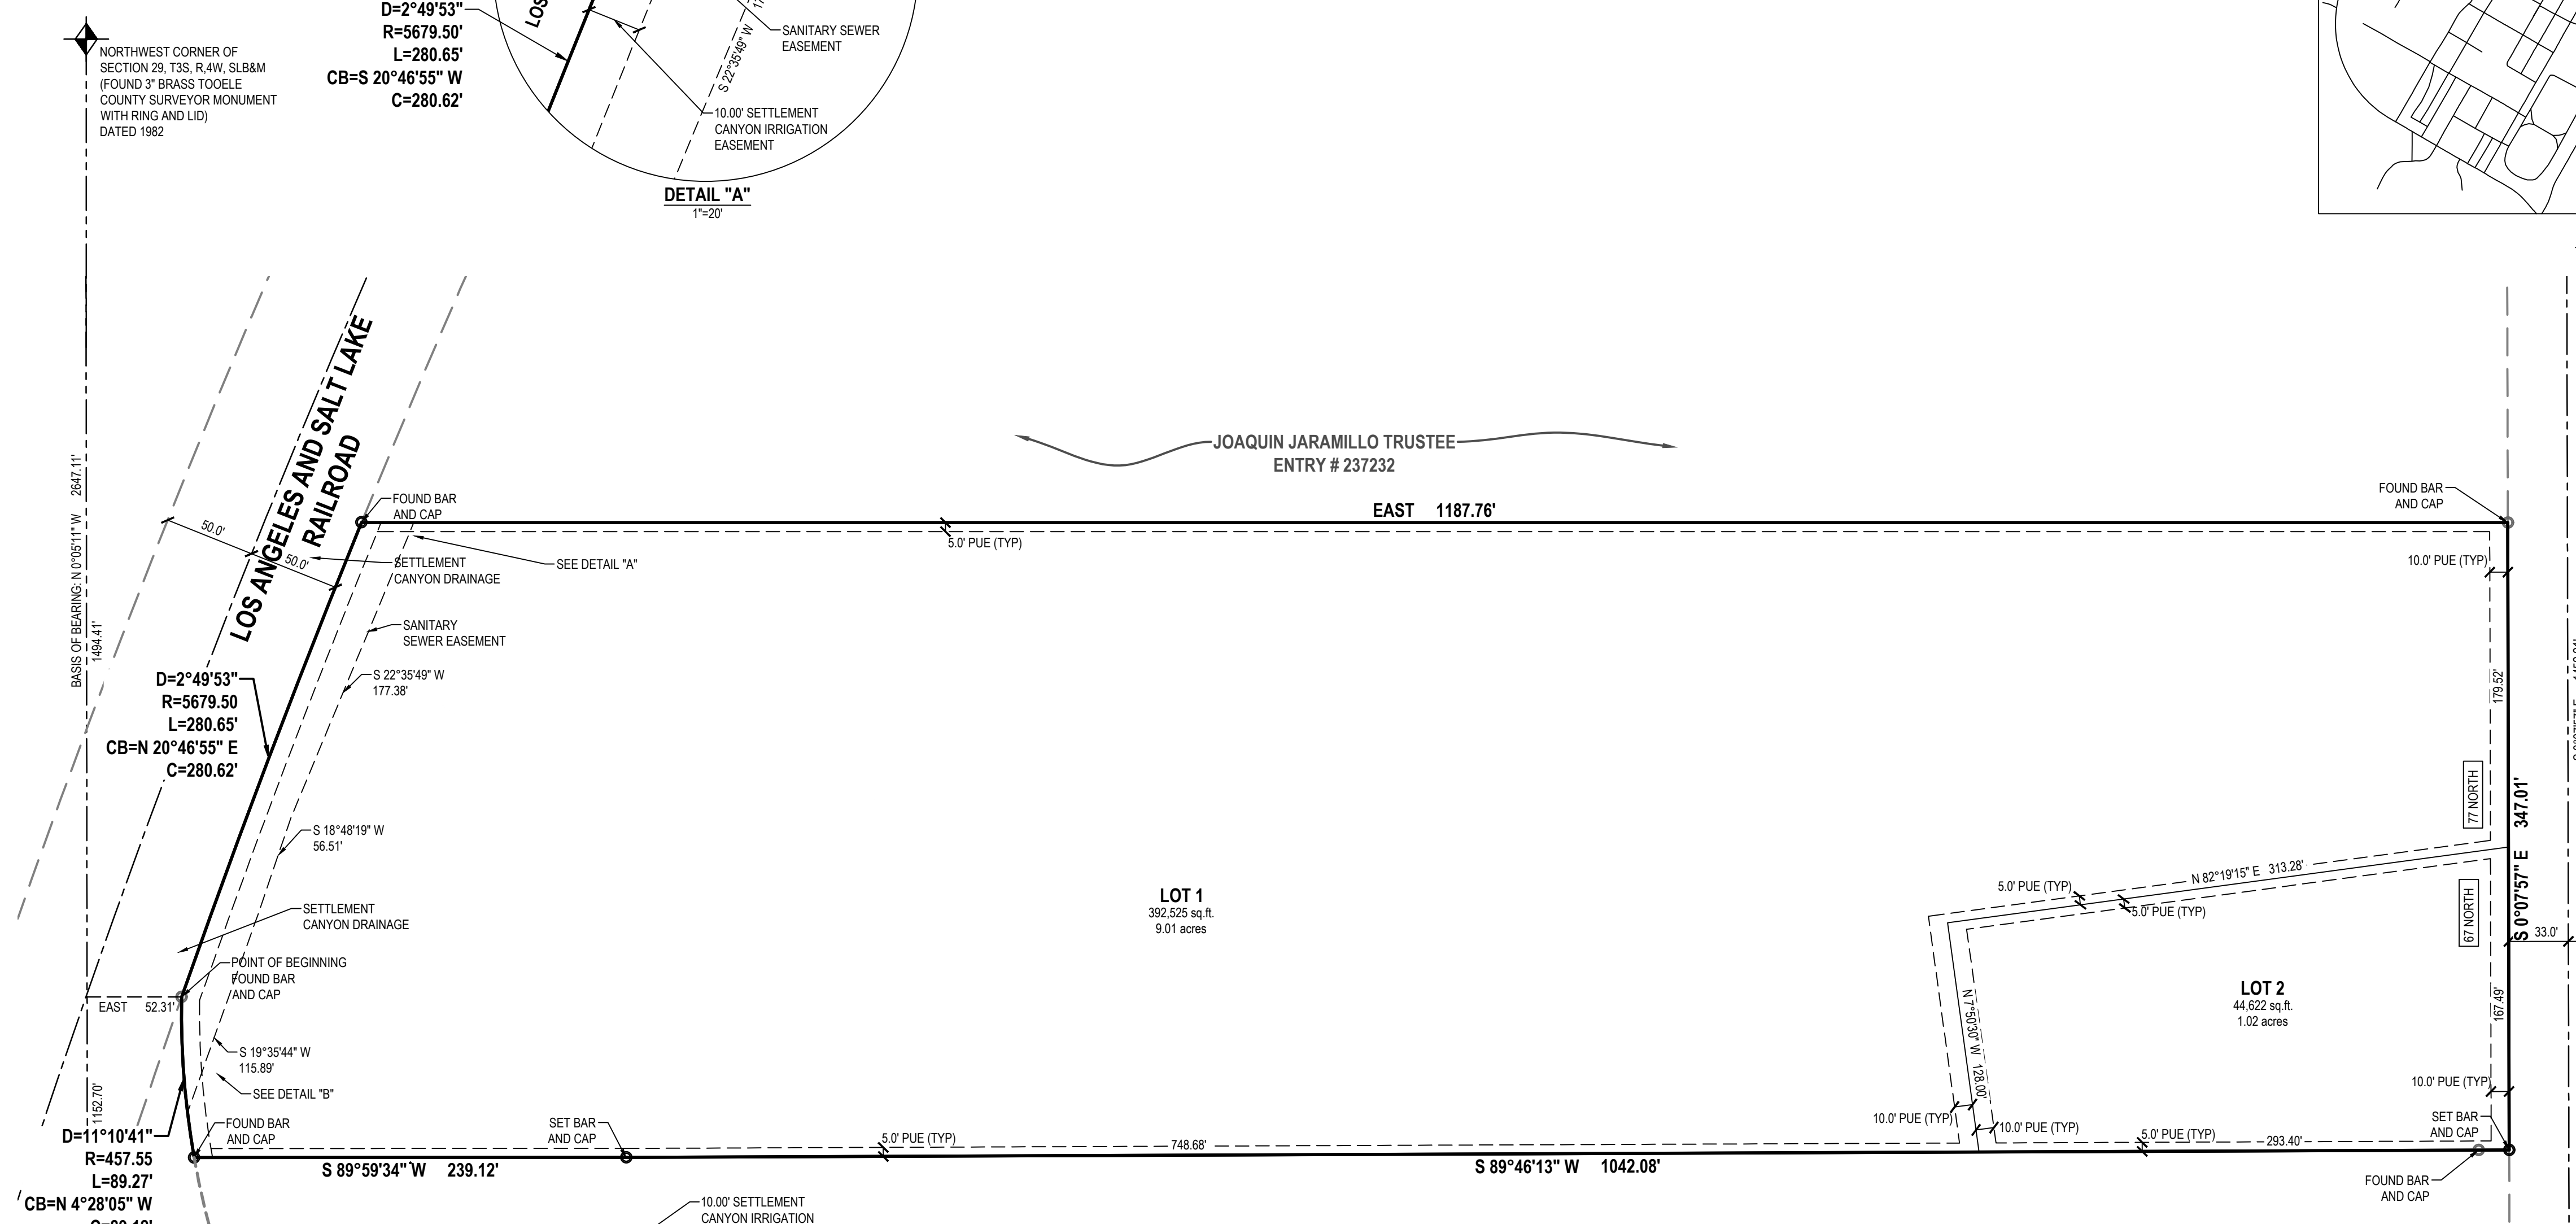 D=2°49'53"
R=5679.50'
L=280.65'
CB=S 20°46'55" W
C=280.62'
LOS
S 22°35'49" W
17
SANITARY SEWER
EASEMENT
10.00' SETTLEMENT
CANYON IRRIGATION
EASEMENT
DETAIL "A"
1"=20'
NORTHWEST CORNER OF
SECTION 29, T3S, R,4W, SLB&M
(FOUND 3" BRASS TOOELE
COUNTY SURVEYOR MONUMENT
WITH RING AND LID)
DATED 1982
BASIS OF BEARING: N 0°05'11" W 2647.11'
1494.41'
LOS ANGELES AND SALT LAKE
RAILROAD
50.0'
50.0'
JOAQUIN JARAMILLO TRUSTEE
ENTRY # 237232
FOUND BAR
AND CAP
EAST 1187.76'
FOUND BAR
AND CAP
5.0' PUE (TYP)
10.0' PUE (TYP)
SETTLEMENT
CANYON DRAINAGE
SEE DETAIL "A"
SANITARY
SEWER EASEMENT
S 22°35'49" W
177.38'
D=2°49'53"
R=5679.50
L=280.65'
CB=N 20°46'55" E
C=280.62'
179.52'
77 NORTH
S 0°07'57" E 347.01'
S 18°48'19" W
56.51'
N 82°19'15" E 313.28'
5.0' PUE (TYP)
5.0' PUE (TYP)
67 NORTH
33.0'
LOT 1
392,525 sq.ft.
9.01 acres
SETTLEMENT
CANYON DRAINAGE
POINT OF BEGINNING
FOUND BAR
AND CAP
EAST 52.31'
LOT 2
44,622 sq.ft.
1.02 acres
N 7°50'30" W 128.00'
167.49'
S 19°35'44" W
115.89'
SEE DETAIL "B"
1152.70'
10.0' PUE (TYP)
D=11°10'41"
R=457.55
L=89.27'
CB=N 4°28'05" W
FOUND BAR
AND CAP
SET BAR
AND CAP
5.0' PUE (TYP)
748.68'
10.0' PUE (TYP)
10.0' PUE (TYP)
5.0' PUE (TYP)
293.40'
SET BAR
AND CAP
S 89°59'34" W 239.12'
S 89°46'13" W 1042.08'
FOUND BAR
AND CAP
10.00' SETTLEMENT
CANYON IRRIGATION